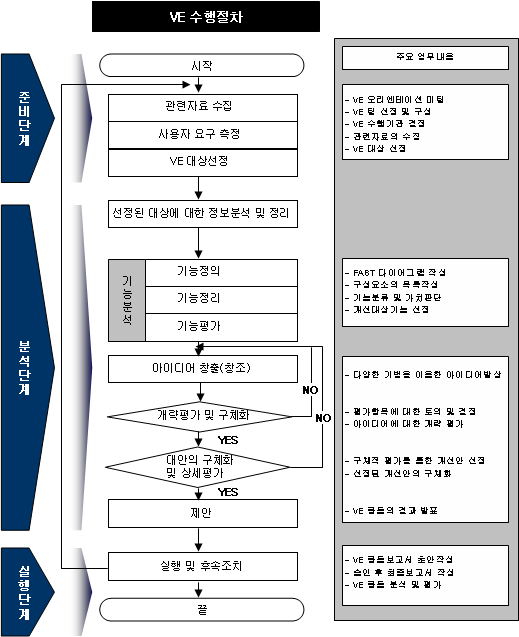 VE 수행절차
주요 업무내용
준비단계
시작
관련자료 수집
사용자 요구 측정
VE 대상선정
- VE 오리엔테이션 미팅
- VE 팀 선정 및 구성
- VE 수행기간 결정
- 관련자료의 수집
- VE 대상 선정
분석단계
선정된 대상에 대한 정보분석 및 정리
기능분석
기능정의
기능정리
기능평가
- FAST 다이어그램 작성
- 구성요소의 목록작성
- 기능분류 및 가치판단
- 개선대상기능 선정
아이디어 창출(창조)
- 다양한 기법을 이용한 아이디어발상
NO
개략평가 및 구체화
NO
- 평가항목에 대한 토의 및 결정
- 아이디어에 대한 개략 평가
YES
대안의 구체화
및 상세평가
- 구체적 평가를 통한 개선안 선정
- 선정된 개선안의 구체화
YES
제안
- VE 활동의 결과 발표
실행단계
실행 및 후속조치
끝
- VE 활동보고서 초안작성
- 승인 후 최종보고서 작성
- VE 활동 분석 및 평가